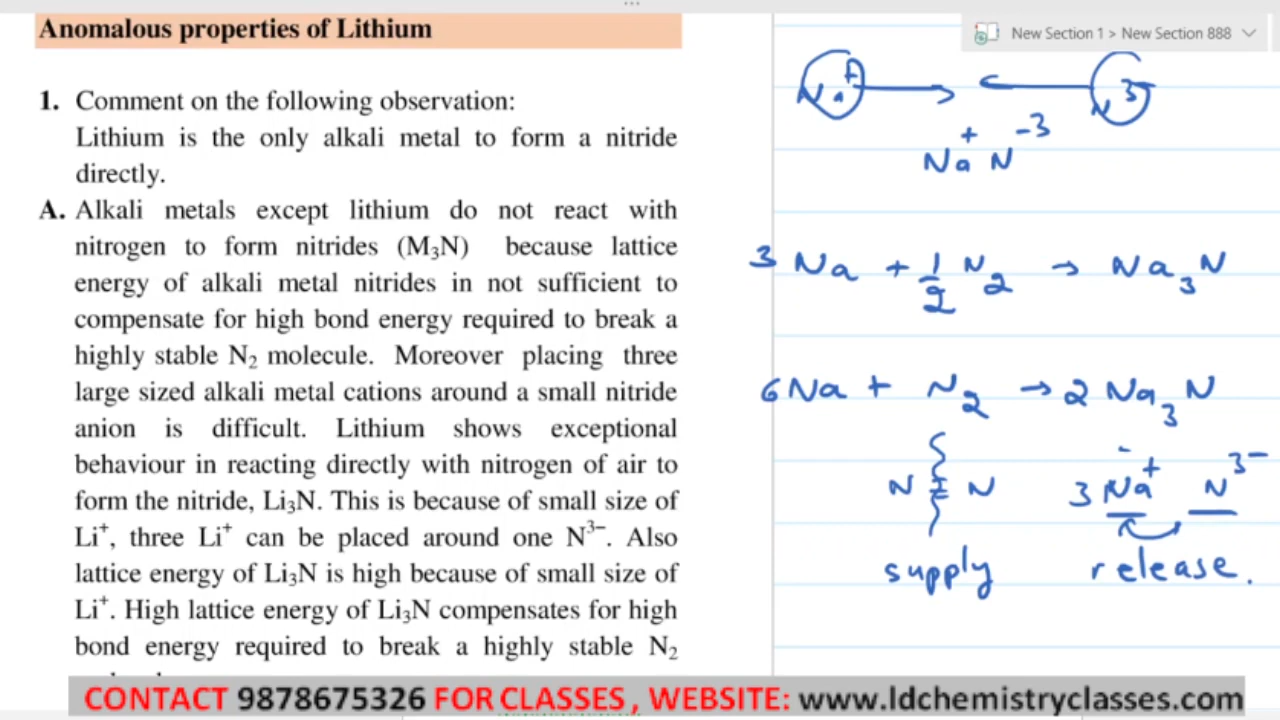 Anomalous properties of Lithium
New Section 1 > New Section 888
1. Comment on the following observation:
Lithium is the only alkali metal to form a nitride
directly.
A. Alkali metals except lithium do not react with
nitrogen to form nitrides (M₃N) because lattice
energy of alkali metal nitrides in not sufficient to
compensate for high bond energy required to break a
highly stable N₂ molecule. Moreover placing three
large sized alkali metal cations around a small nitride
anion is difficult. Lithium shows exceptional
behaviour in reacting directly with nitrogen of air to
form the nitride, Li₃N. This is because of small size of
Li⁺, three Li⁺ can be placed around one N³⁻. Also
lattice energy of Li₃N is high because of small size of
Li⁺. High lattice energy of Li₃N compensates for high
bond energy required to break a highly stable N₂
Na⁺ → ← N³⁻
Na⁺ N⁻³
3 Na + 1/2 N₂ → Na₃N
6Na + N₂ → 2 Na₃N
N ≡ N 3 Na⁺ N³⁻
supply release.
CONTACT 9878675326 FOR CLASSES , WEBSITE: www.ldchemistryclasses.com